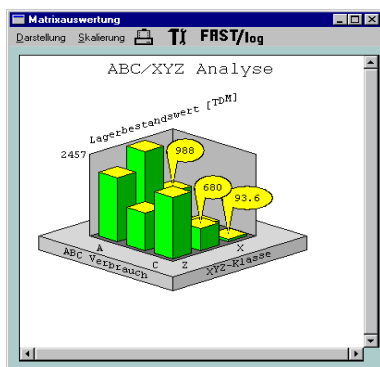 Matrixauswertung
Darstellung Skalierung FAST/log
ABC/XYZ Analyse
Lagerbestandswert [TDM]
2457
988
680
93.6
A
C
Z
X
ABC Verbrauch
XYZ-Klasse